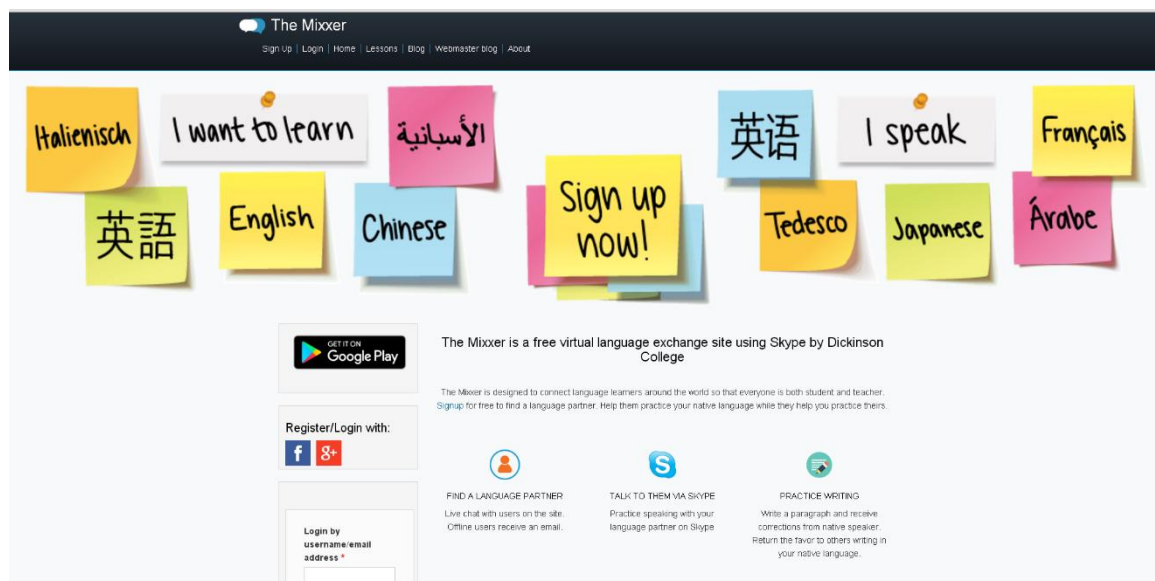 The Mixxer
Sign Up | Login | Home | Lessons | Blog | Webmaster blog | About
Italienisch
I want to learn
الأسبانية
英語
English
Chinese
Sign up
now!
英语
I speak
Français
Tedesco
Japanese
Árabe
GET IT ON
Google Play
Register/Login with:
f
g+
Login by
username/email
address *
The Mixxer is a free virtual language exchange site using Skype by Dickinson
College
The Mixxer is designed to connect language learners around the world so that everyone is both student and teacher.
Signup for free to find a language partner. Help them practice your native language while they help you practice theirs.
FIND A LANGUAGE PARTNER
Live chat with users on the site.
Offline users receive an email.
S
TALK TO THEM VIA SKYPE
Practice speaking with your
language partner on Skype
PRACTICE WRITING
Write a paragraph and receive
corrections from native speaker.
Return the favor to others writing in
your native language.